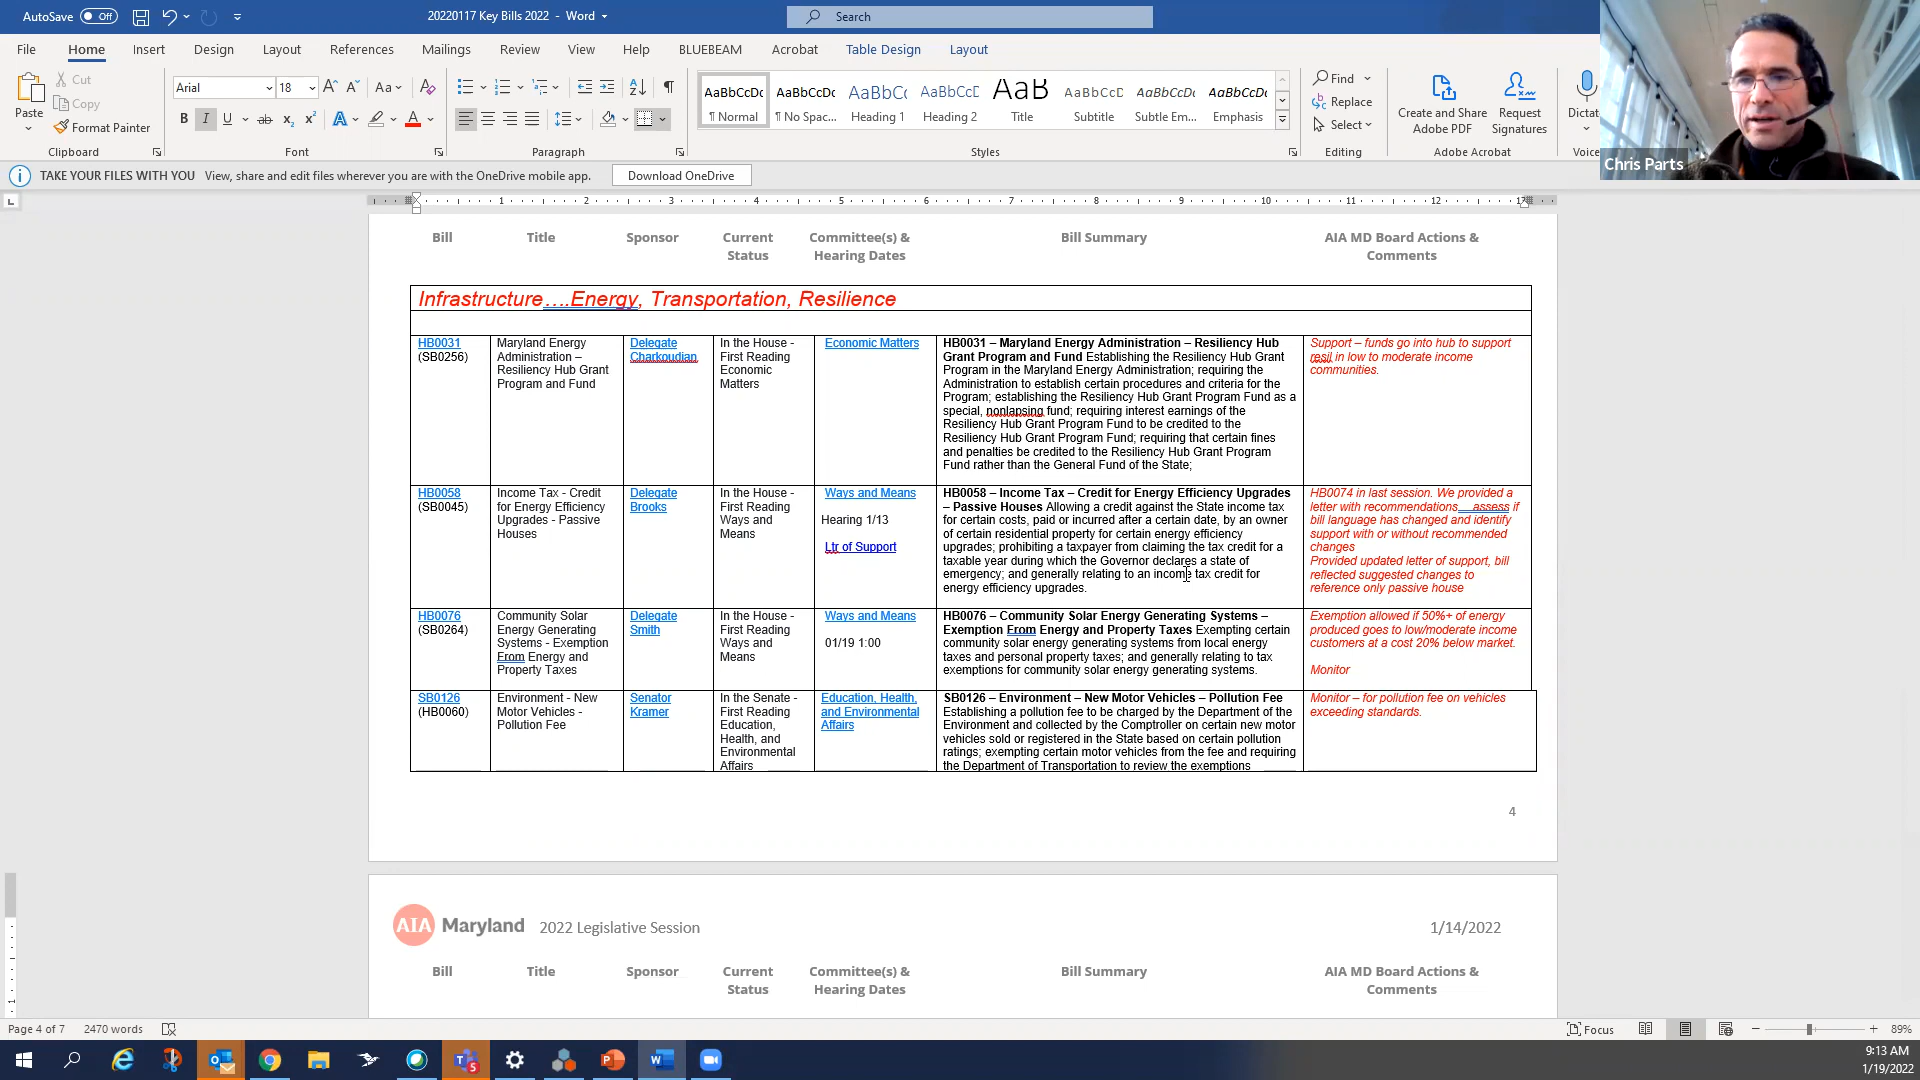 AutoSave Off 20220117 Key Bills 2022 - Word Search
File Home Insert Design Layout References Mailings Review View Help BLUEBEAM Acrobat Table Design Layout
Paste
Cut
Copy
Format Painter
Arial 18
Find
Replace
Select
AaBbCcDc AaBbCcDc AaBbCc AaBbCcD AaB AaBbCcD AaBbCcDc AaBbCcDc
¶ Normal ¶ No Spac... Heading 1 Heading 2 Title Subtitle Subtle Em... Emphasis
Create and Share
Adobe PDF
Request
Signatures
Dictat
Clipboard Font Paragraph Styles Editing Adobe Acrobat Voic
Chris Parts
TAKE YOUR FILES WITH YOU View, share and edit files wherever you are with the OneDrive mobile app. Download OneDrive
1 2 3 4 5 6 7 8 9 10 11 12
Bill
Title
Sponsor
Current
Status
Committee(s) &
Hearing Dates
Bill Summary
AIA MD Board Actions &
Comments
Infrastructure….Energy, Transportation, Resilience
HB0031
(SB0256)
Maryland Energy
Administration –
Resiliency Hub Grant
Program and Fund
Delegate
Charkoudian
In the House -
First Reading
Economic
Matters
Economic Matters
HB0031 – Maryland Energy Administration – Resiliency Hub
Grant Program and Fund Establishing the Resiliency Hub Grant
Program in the Maryland Energy Administration; requiring the
Administration to establish certain procedures and criteria for the
Program; establishing the Resiliency Hub Grant Program Fund as a
special, nonlapsing fund; requiring interest earnings of the
Resiliency Hub Grant Program Fund to be credited to the
Resiliency Hub Grant Program Fund; requiring that certain fines
and penalties be credited to the Resiliency Hub Grant Program
Fund rather than the General Fund of the State;
Support – funds go into hub to support
resil in low to moderate income
communities.
HB0058
(SB0045)
Income Tax - Credit
for Energy Efficiency
Upgrades - Passive
Houses
Delegate
Brooks
In the House -
First Reading
Ways and
Means
Ways and Means
Hearing 1/13
Ltr of Support
HB0058 – Income Tax – Credit for Energy Efficiency Upgrades
– Passive Houses Allowing a credit against the State income tax
for certain costs, paid or incurred after a certain date, by an owner
of certain residential property for certain energy efficiency
upgrades; prohibiting a taxpayer from claiming the tax credit for a
taxable year during which the Governor declares a state of
emergency; and generally relating to an income tax credit for
energy efficiency upgrades.
HB0074 in last session. We provided a
letter with recommendations….assess if
bill language has changed and identify
support with or without recommended
changes
Provided updated letter of support, bill
reflected suggested changes to
reference only passive house
HB0076
(SB0264)
Community Solar
Energy Generating
Systems - Exemption
From Energy and
Property Taxes
Delegate
Smith
In the House -
First Reading
Ways and
Means
Ways and Means
01/19 1:00
HB0076 – Community Solar Energy Generating Systems –
Exemption From Energy and Property Taxes Exempting certain
community solar energy generating systems from local energy
taxes and personal property taxes; and generally relating to tax
exemptions for community solar energy generating systems.
Exemption allowed if 50%+ of energy
produced goes to low/moderate income
customers at a cost 20% below market.
Monitor
SB0126
(HB0060)
Environment - New
Motor Vehicles -
Pollution Fee
Senator
Kramer
In the Senate -
First Reading
Education,
Health, and
Environmental
Affairs
Education, Health,
and Environmental
Affairs
SB0126 – Environment – New Motor Vehicles – Pollution Fee
Establishing a pollution fee to be charged by the Department of the
Environment and collected by the Comptroller on certain new motor
vehicles sold or registered in the State based on certain pollution
ratings; exempting certain motor vehicles from the fee and requiring
the Department of Transportation to review the exemptions
Monitor – for pollution fee on vehicles
exceeding standards.
4
AIA Maryland 2022 Legislative Session 1/14/2022
Bill
Title
Sponsor
Current
Status
Committee(s) &
Hearing Dates
Bill Summary
AIA MD Board Actions &
Comments
Page 4 of 7 2470 words Focus 89%
9:13 AM
1/19/2022